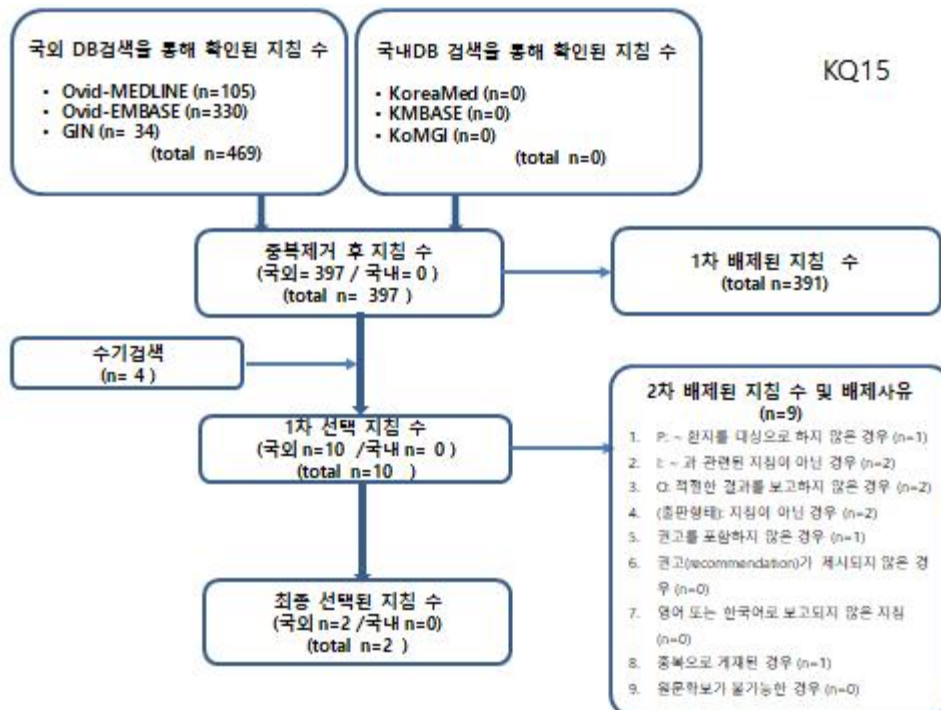 국외 DB검색을 통해 확인된 지침 수
• Ovid-MEDLINE (n=105)
• Ovid-EMBASE (n=330)
• GIN (n= 34)
(total n=469)
국내DB 검색을 통해 확인된 지침 수
• KoreaMed (n=0)
• KMBASE (n=0)
• KoMGI (n=0)
(total n=0)
KQ15
중복제거 후 지침 수
(국외= 397 / 국내= 0 )
(total n= 397 )
1차 배제된 지침 수
(total n=391)
수기검색
(n= 4 )
1차 선택 지침 수
(국외 n=10 /국내 n= 0 )
(total n=10 )
2차 배제된 지침 수 및 배제사유
(n=9)
1. P: ~ 환자를 대상으로 하지 않은 경우 (n=1)
2. I: ~ 과 관련된 지침이 아닌 경우 (n=2)
3. O: 적절한 결과를 보고하지 않은 경우 (n=2)
4. (출판형태): 지침이 아닌 경우 (n=2)
5. 권고를 포함하지 않은 경우 (n=1)
6. 권고(recommendation)가 제시되지 않은 경
우 (n=0)
7. 영어 또는 한국어로 보고되지 않은 지침
(n=0)
8. 중복으로 게재된 경우 (n=1)
9. 원문확보가 불가능한 경우 (n=0)
최종 선택된 지침 수
(국외 n=2 /국내 n=0)
(total n=2 )